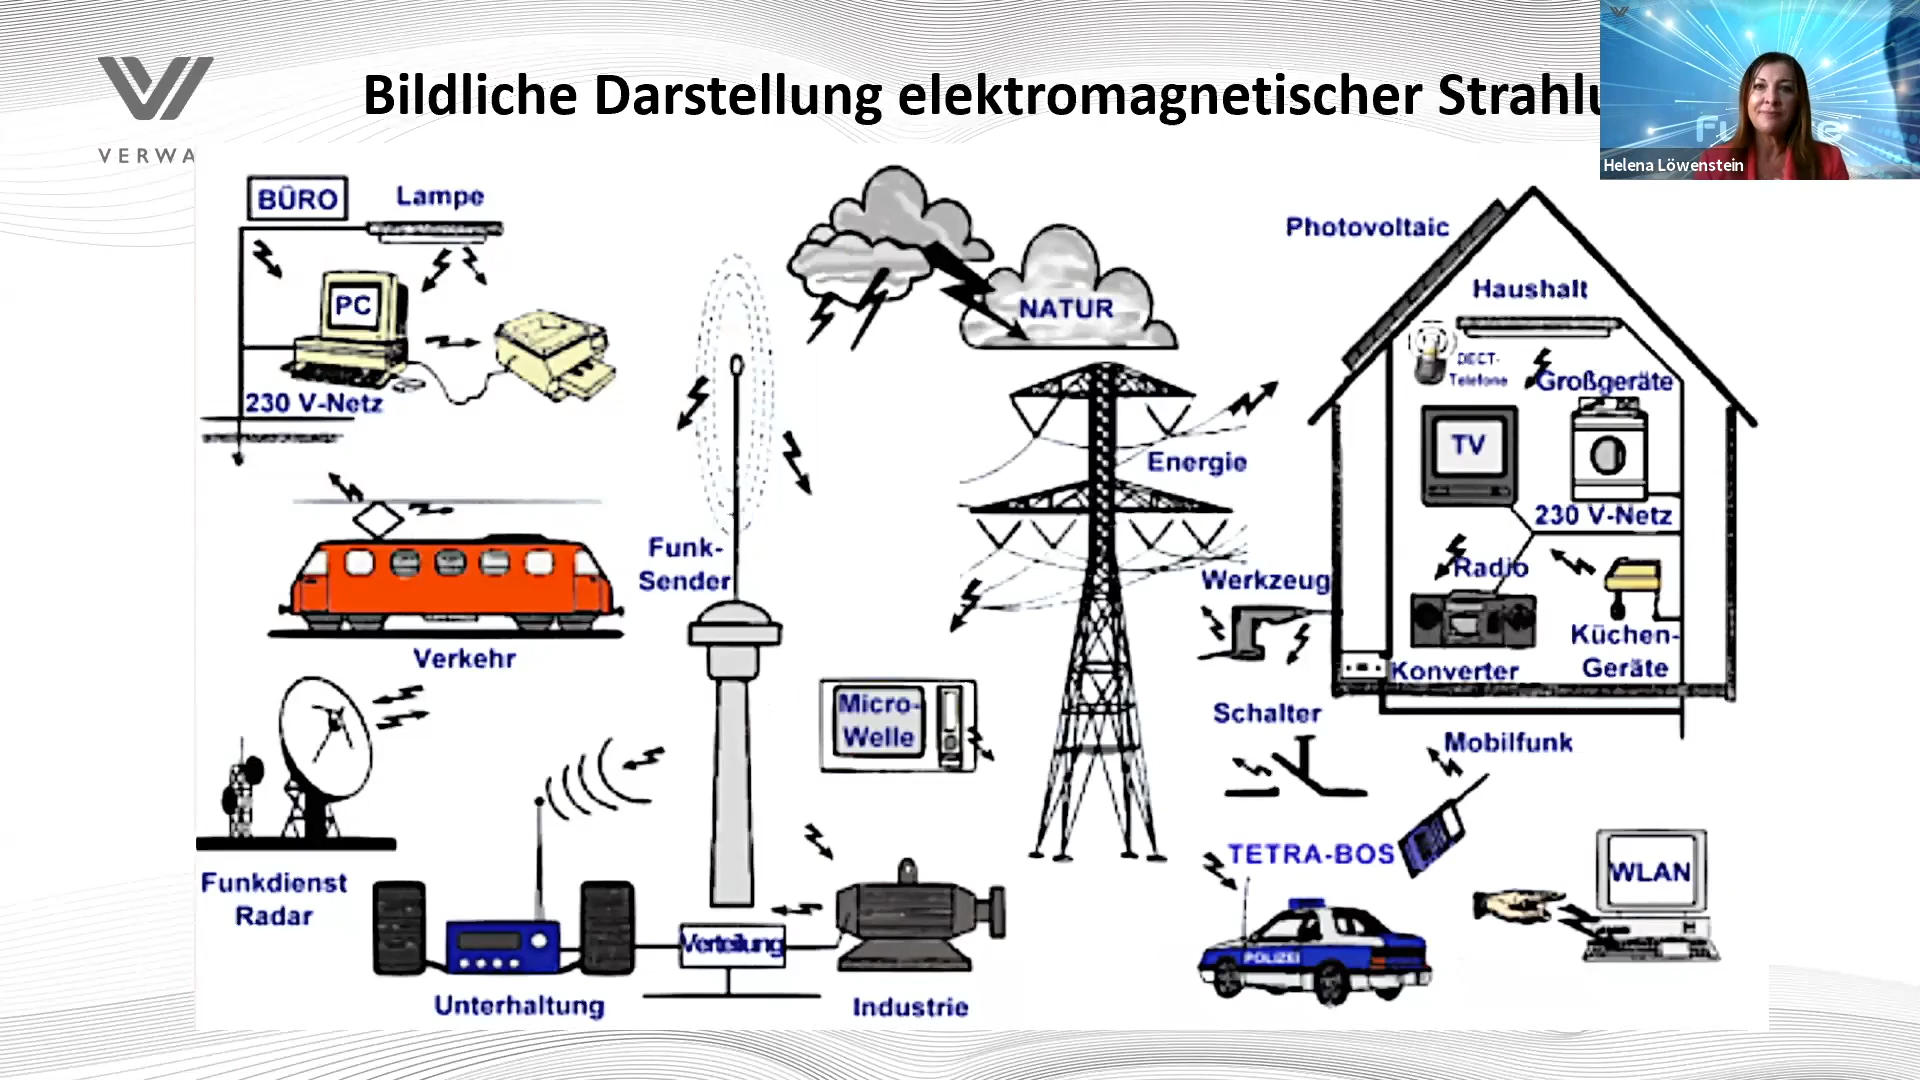 Bildliche Darstellung elektromagnetischer Strahlu
VERWA
Helena Löwenstein
BÜRO
Lampe
PC
230 V-Netz
NATUR
Photovoltaic
Haushalt
DECT-
Telefone
Großgeräte
TV
230 V-Netz
Radio
Küchen-
Geräte
Konverter
Energie
Werkzeug
Funk-
Sender
Verkehr
Micro-
Welle
Schalter
Mobilfunk
TETRA-BOS
WLAN
POLIZEI
Funkdienst
Radar
Verteilung
Unterhaltung
Industrie